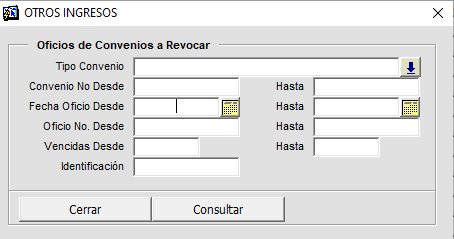 OTROS INGRESOS
Oficios de Convenios a Revocar
Tipo Convenio
Convenio No Desde Hasta
Fecha Oficio Desde Hasta
Oficio No. Desde Hasta
Vencidas Desde Hasta
Identificación
Cerrar Consultar